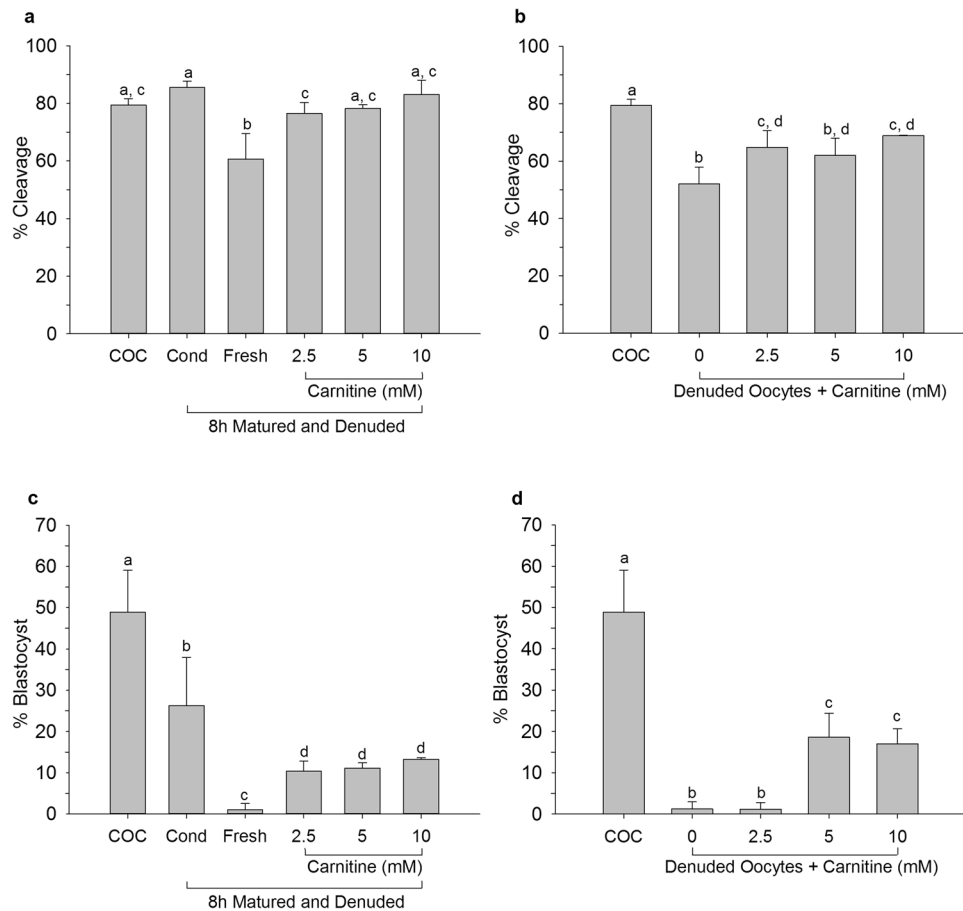 a
100
80
60
40
20
0
% Cleavage
a, c
a
b
c
a, c
a, c
COC Cond Fresh 2.5 5 10
Carnitine (mM)
8h Matured and Denuded
b
100
80
60
40
20
0
% Cleavage
a
b
c, d
b, d
c, d
COC 0 2.5 5 10
Denuded Oocytes + Carnitine (mM)
c
70
60
50
40
30
20
10
0
% Blastocyst
a
b
c
d
d
d
COC Cond Fresh 2.5 5 10
Carnitine (mM)
8h Matured and Denuded
d
70
60
50
40
30
20
10
0
% Blastocyst
a
b
b
c
c
COC 0 2.5 5 10
Denuded Oocytes + Carnitine (mM)